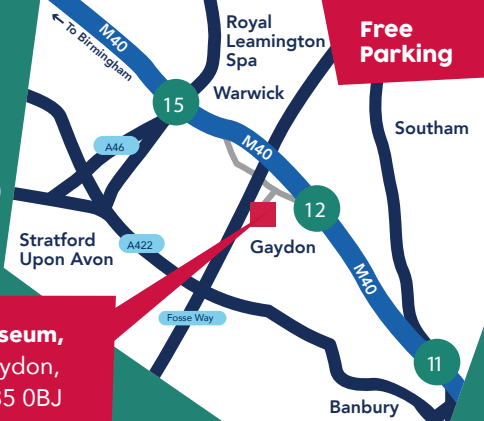 Royal
Leamington
Spa
Free
Parking
M40
To Birmingham
15
Warwick
Southam
A46
M40
12
Stratford
Upon Avon
A422
Gaydon
M40
Fosse Way
seum,
ydon,
5 0BJ
11
Banbury